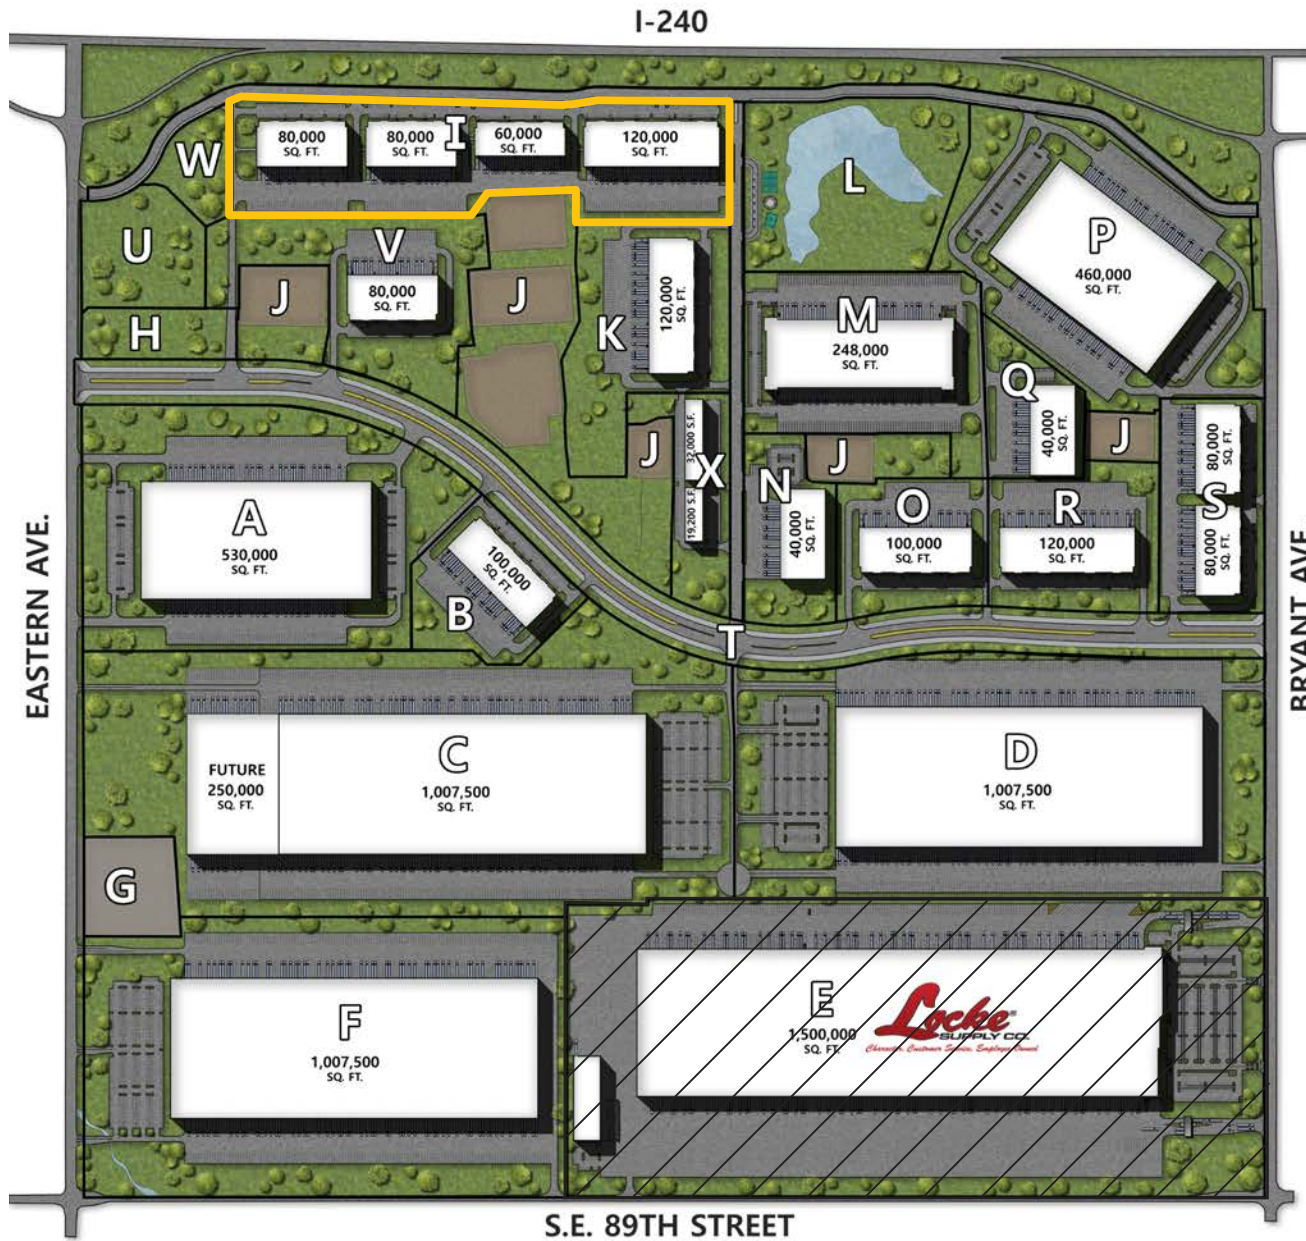 I-240
80,000
SQ. FT.
80,000
SQ. FT.
I
60,000
SQ. FT.
120,000
SQ. FT.
W
L
U
V
80,000
SQ. FT.
J
J
K
120,000
SQ. FT.
P
460,000
SQ. FT.
H
M
248,000
SQ. FT.
Q
40,000
SQ. FT.
J
80,000
SQ. FT.
S
80,000
SQ. FT.
J
32,000 S.F.
X
19,200 S.F.
J
N
40,000
SQ. FT.
O
100,000
SQ. FT.
R
120,000
SQ. FT.
A
530,000
SQ. FT.
B
100,000
SQ. FT.
T
EASTERN AVE.
BRYANT AVE.
FUTURE
250,000
SQ. FT.
C
1,007,500
SQ. FT.
D
1,007,500
SQ. FT.
G
F
1,007,500
SQ. FT.
E
1,500,000
SQ. FT.
Locke
SUPPLY CO.
Character, Customer Service, Employee Owned
S.E. 89TH STREET